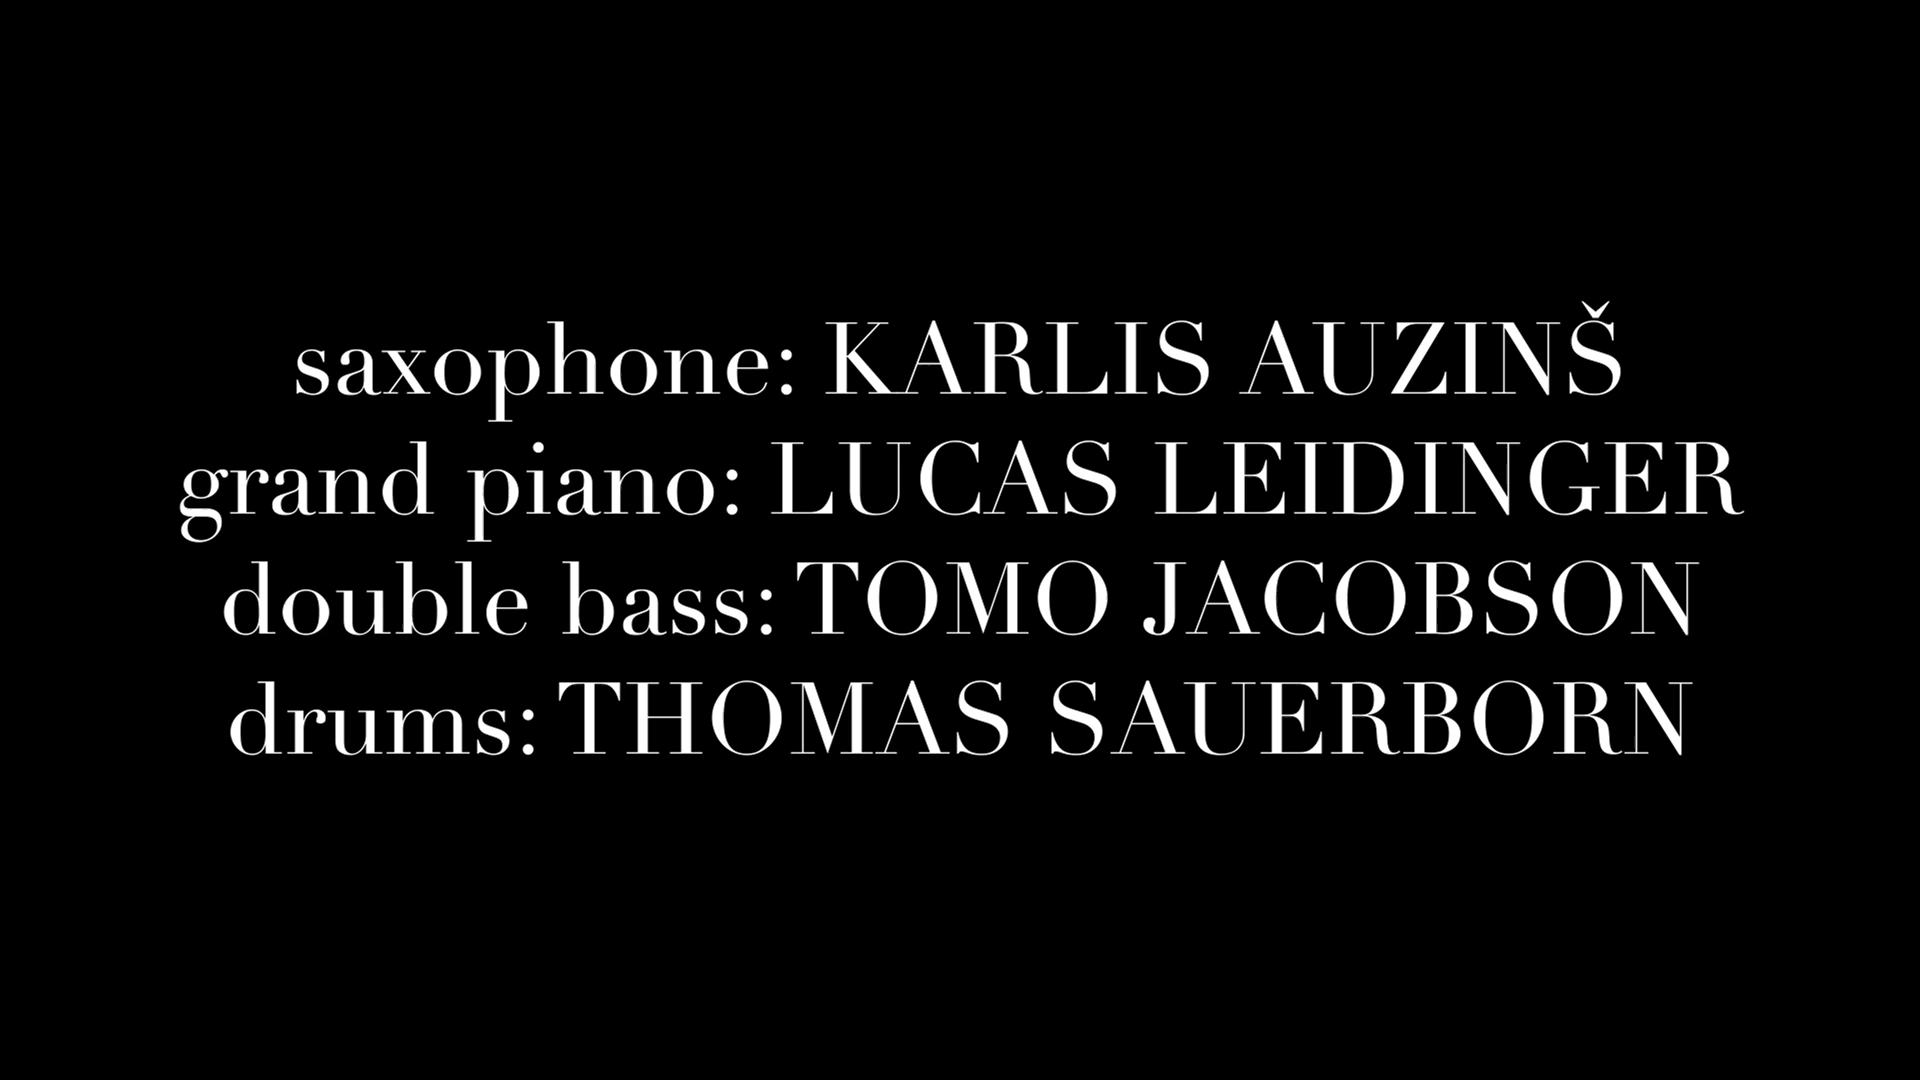 saxophone: KARLIS AUZINŠ
grand piano: LUCAS LEIDINGER
double bass: TOMO JACOBSON
drums: THOMAS SAUERBORN